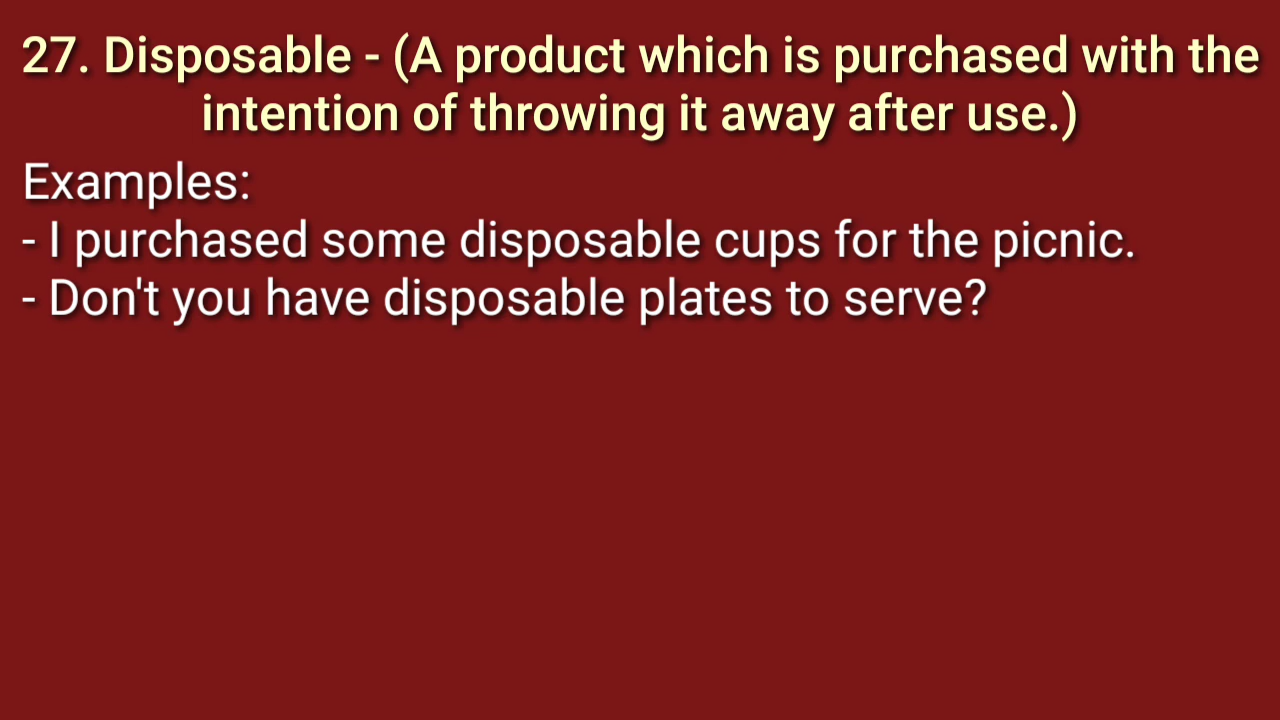 27. Disposable - (A product which is purchased with the
intention of throwing it away after use.)
Examples:
- I purchased some disposable cups for the picnic.
- Don't you have disposable plates to serve?